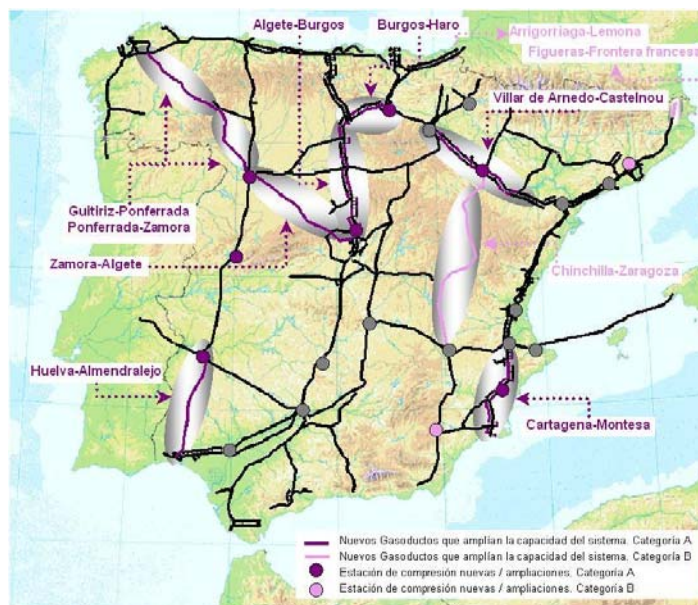 Algete-Burgos
Burgos-Haro
Arrigorriaga-Lemona
Figueras-Frontera francesa
Villar de Arnedo-Castelnou
Guitiriz-Ponferrada
Ponferrada-Zamora
Zamora-Algete
Chinchilla-Zaragoza
Huelva-Almendralejo
Cartagena-Montesa
Nuevos Gasoductos que amplían la capacidad del sistema. Categoría A
Nuevos Gasoductos que amplían la capacidad del sistema. Categoría B
Estación de compresión nuevas / ampliaciones. Categoría A
Estación de compresión nuevas / ampliaciones. Categoría B